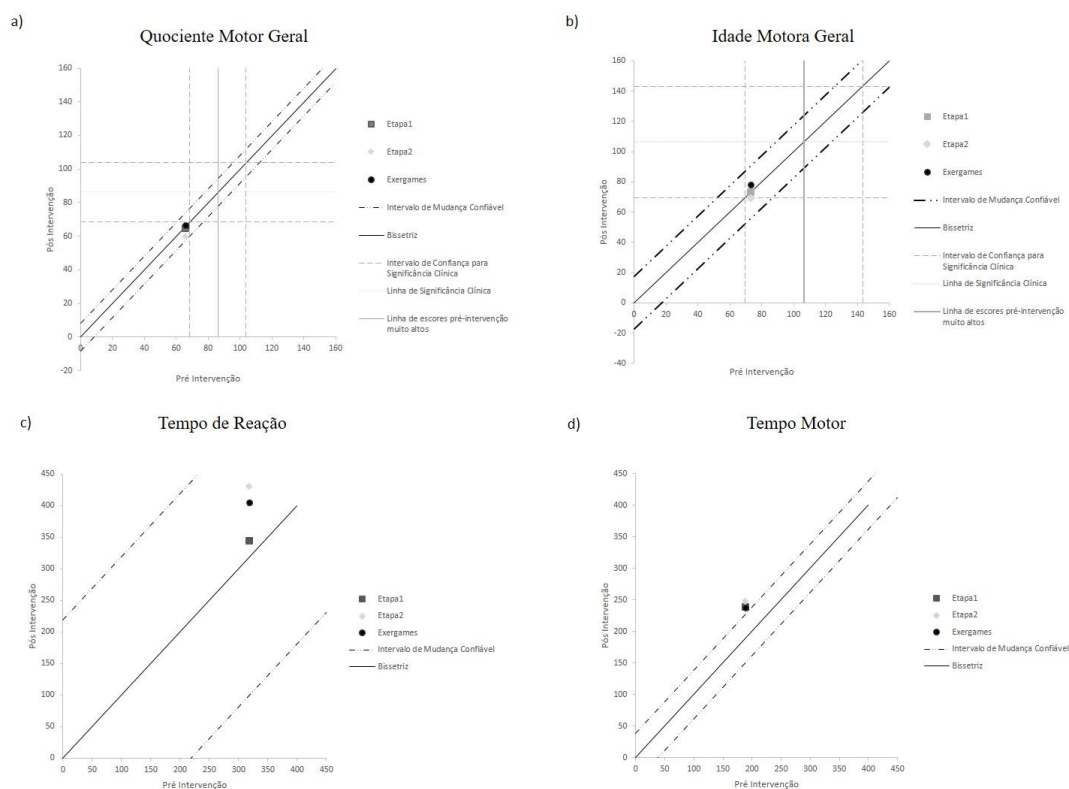 a)
Quociente Motor Geral
Pós Intervenção
160
140
120
100
80
60
40
20
0
-20
0 20 40 60 80 100 120 140 160
Pré Intervenção
Etapa1
Etapa2
Exergames
Intervalo de Mudança Confiável
Bissetriz
Intervalo de Confiança para
Significância Clínica
Linha de Significância Clínica
Linha de escores pré-intervenção
muito altos
b)
Idade Motora Geral
Pós Intervenção
160
140
120
100
80
60
40
20
0
-20
-40
0 20 40 60 80 100 120 140 160
Pré Intervenção
Etapa1
Etapa2
Exergames
Intervalo de Mudança Confiável
Bissetriz
Intervalo de Confiança para
Significância Clínica
Linha de Significância Clínica
Linha de escores pré-intervenção
muito altos
c)
Tempo de Reação
Pós Intervenção
450
400
350
300
250
200
150
100
50
0
0 50 100 150 200 250 300 350 400 450
Pré Intervenção
Etapa1
Etapa2
Exergames
Intervalo de Mudança Confiável
Bissetriz
d)
Tempo Motor
Pós Intervenção
450
400
350
300
250
200
150
100
50
0
0 50 100 150 200 250 300 350 400 450
Pré Intervenção
Etapa1
Etapa2
Exergames
Intervalo de Mudança Confiável
Bissetriz